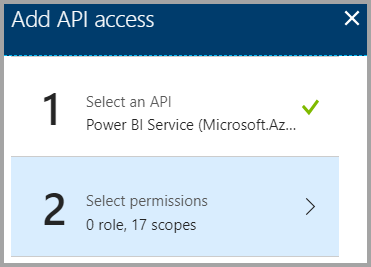 Add API access
1
Select an API
Power BI Service (Microsoft.Az...
2
Select permissions
0 role, 17 scopes